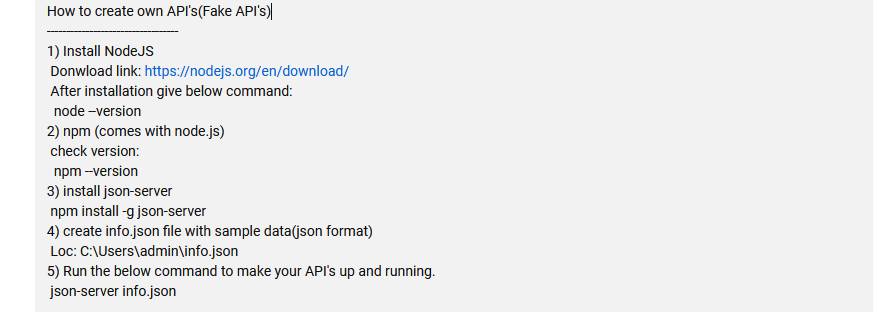 How to create own API's(Fake API's)
----------------------------------
1) Install NodeJS
Donwload link: https://nodejs.org/en/download/
After installation give below command:
node --version
2) npm (comes with node.js)
check version:
npm --version
3) install json-server
npm install -g json-server
4) create info.json file with sample data(json format)
Loc: C:\Users\admin\info.json
5) Run the below command to make your API's up and running.
json-server info.json